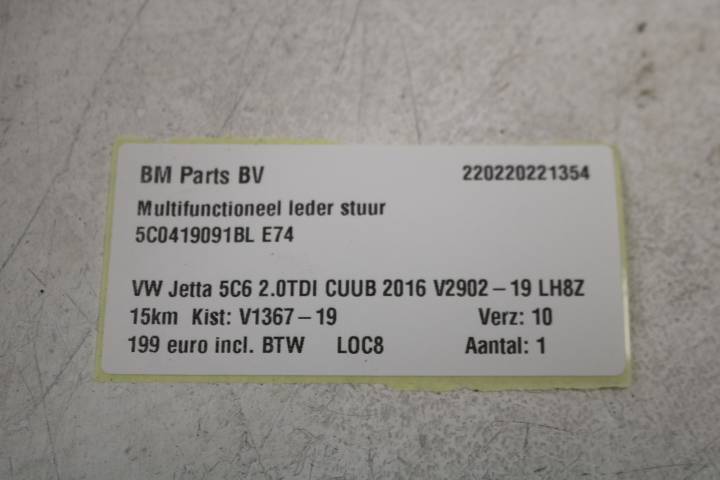 BM Parts BV 220220221354
Multifunctioneel leder stuur
5C0419091BL E74
VW Jetta 5C6 2.0TDI CUUB 2016 V2902-19 LH8Z
15km Kist: V1367-19 Verz: 10
199 euro incl. BTW LOC8 Aantal: 1